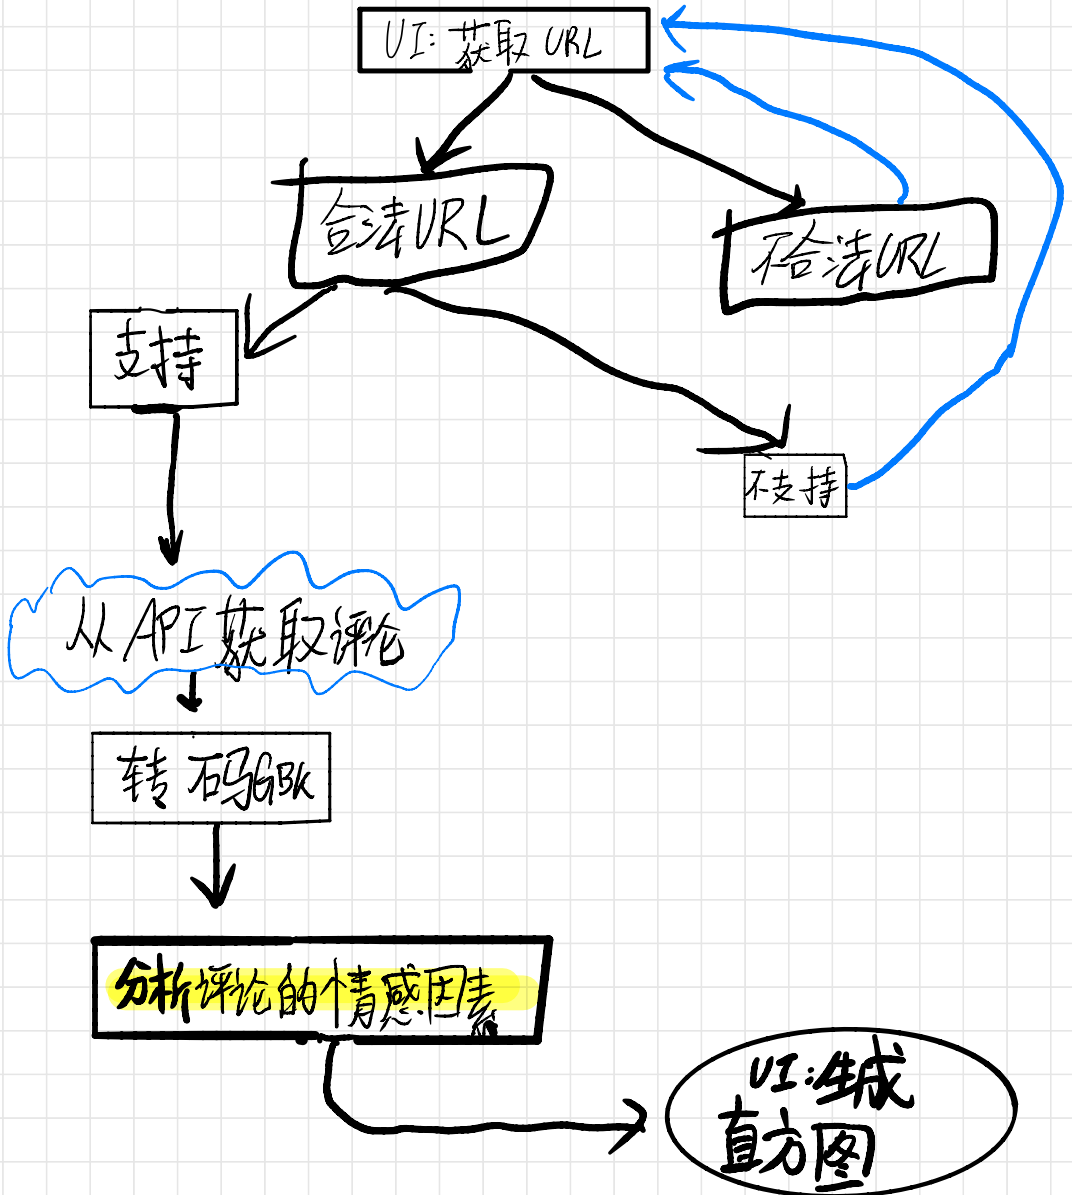 UI: 获取 URL
合法URL
不合法URL
支持
不支持
从API获取评论
转码GBK
分析评论的情感因素
UI:生成
直方图